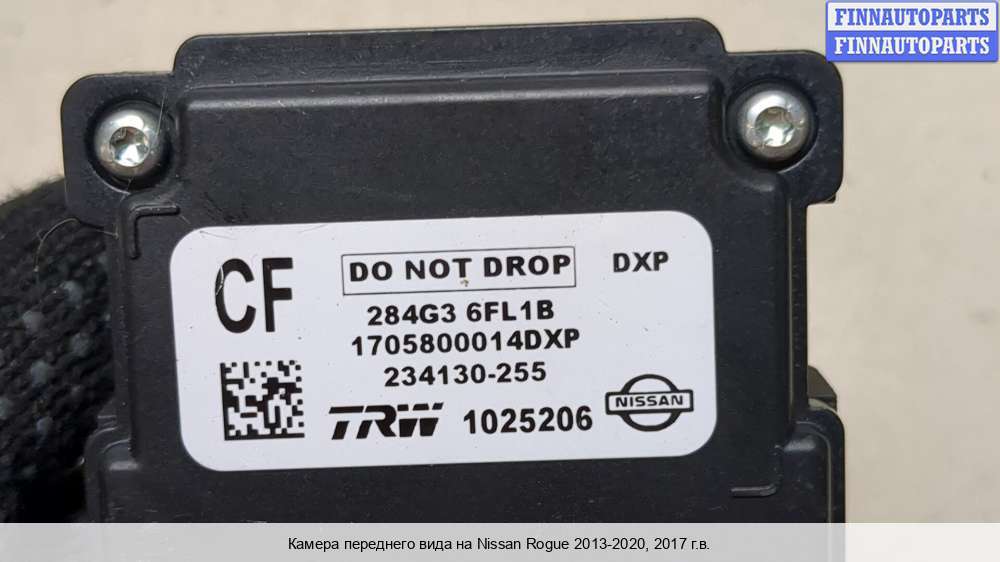 FINNAUTOPARTS
FINNAUTOPARTS
CF
DO NOT DROP
DXP
284G3 6FL1B
1705800014DXP
234130-255
TRW 1025206 NISSAN
Камера переднего вида на Nissan Rogue 2013-2020, 2017 г.в.